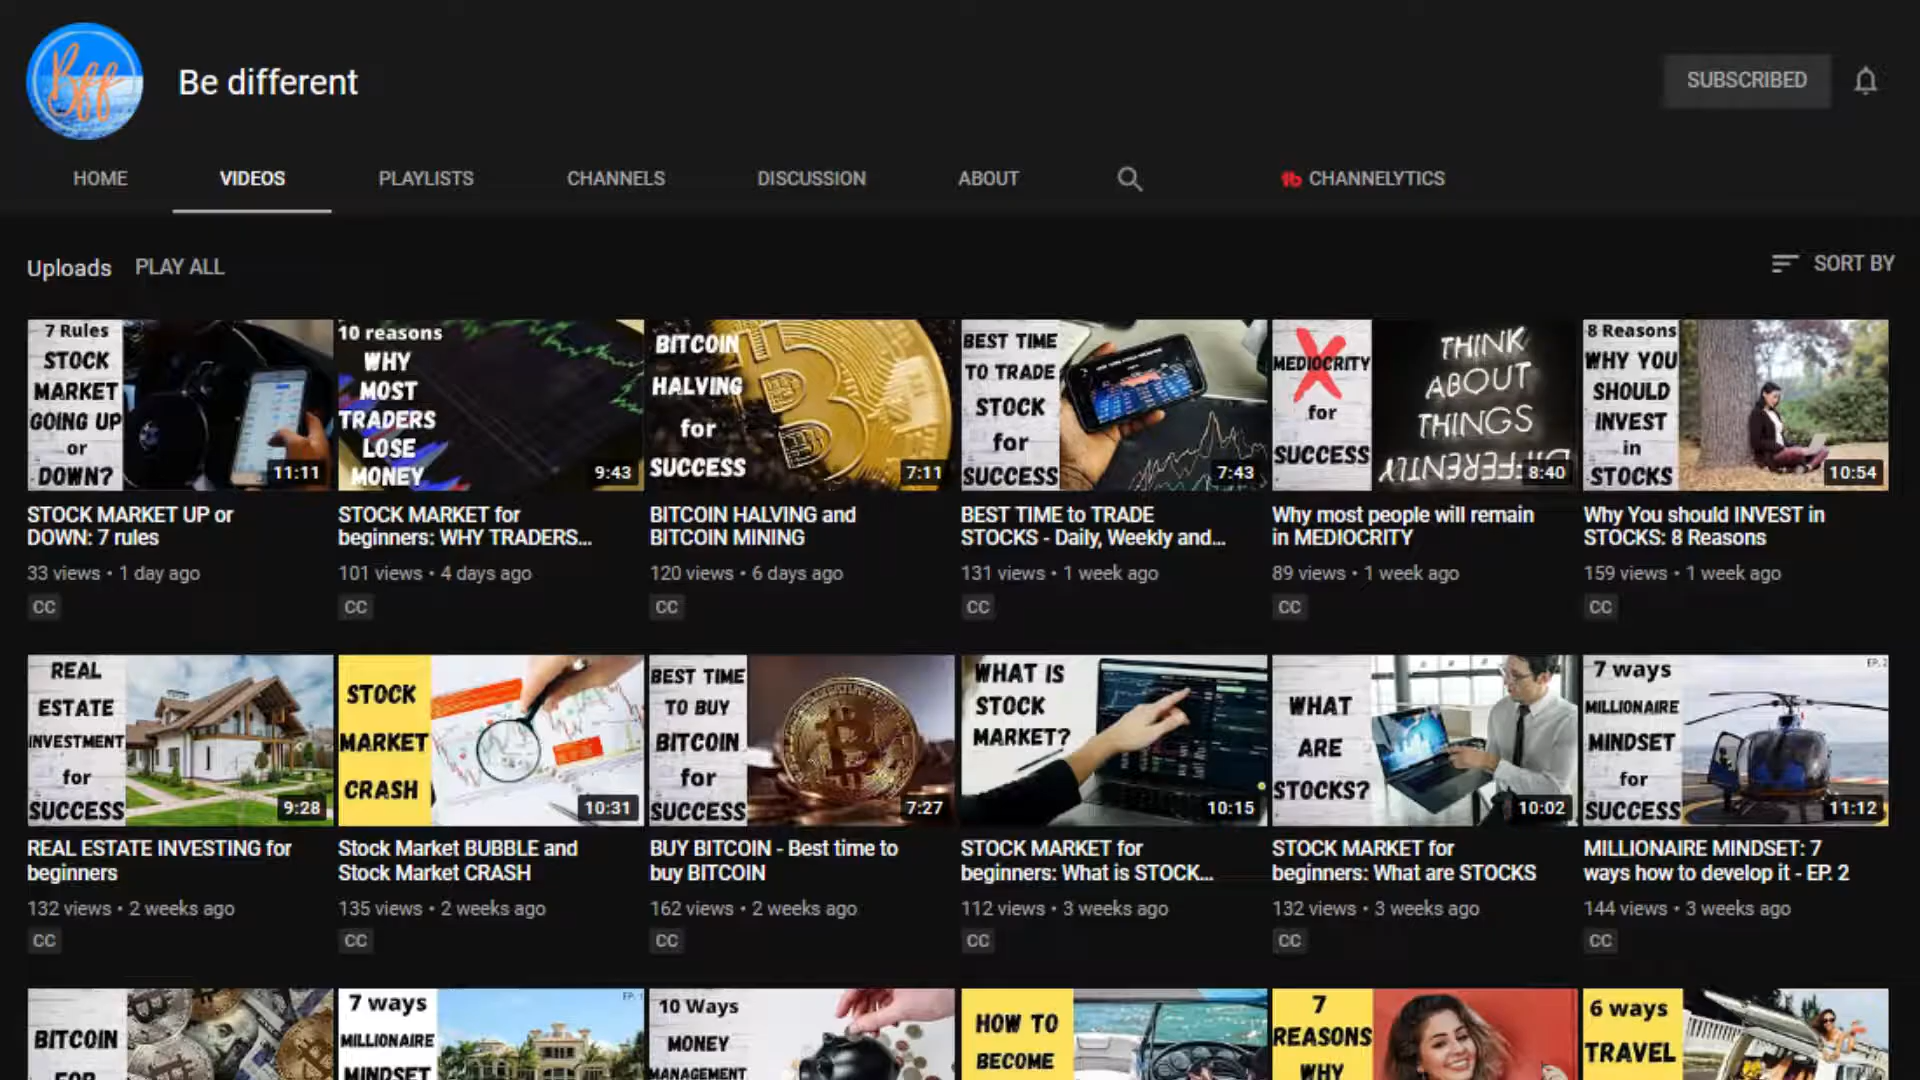 Bff
Be different
SUBSCRIBED
HOME
VIDEOS
PLAYLISTS
CHANNELS
DISCUSSION
ABOUT
CHANNELYTICS
Uploads
PLAY ALL
SORT BY
7 Rules
STOCK
MARKET
GOING UP
or
DOWN?
11:11
10 reasons
WHY
MOST
TRADERS
LOSE
MONEY
9:43
BITCOIN
HALVING
for
SUCCESS
7:11
BEST TIME
TO TRADE
STOCK
for
SUCCESS
7:43
MEDIOCRITY
for
SUCCESS
THINK
ABOUT
THINGS
DIFFERENTLY
8:40
8 Reasons
WHY YOU
SHOULD
INVEST
in
STOCKS
10:54
STOCK MARKET UP or
DOWN: 7 rules
33 views • 1 day ago
CC
STOCK MARKET for
beginners: WHY TRADERS...
101 views • 4 days ago
CC
BITCOIN HALVING and
BITCOIN MINING
120 views • 6 days ago
CC
BEST TIME to TRADE
STOCKS - Daily, Weekly and...
131 views • 1 week ago
CC
Why most people will remain
in MEDIOCRITY
89 views • 1 week ago
CC
Why You should INVEST in
STOCKS: 8 Reasons
159 views • 1 week ago
CC
REAL
ESTATE
INVESTMENT
for
SUCCESS
9:28
STOCK
MARKET
CRASH
10:31
BEST TIME
TO BUY
BITCOIN
for
SUCCESS
7:27
WHAT IS
STOCK
MARKET?
10:15
WHAT
ARE
STOCKS?
10:02
7 ways
MILLIONAIRE
MINDSET
for
SUCCESS
EP. 2
11:12
REAL ESTATE INVESTING for
beginners
132 views • 2 weeks ago
CC
Stock Market BUBBLE and
Stock Market CRASH
135 views • 2 weeks ago
CC
BUY BITCOIN - Best time to
buy BITCOIN
162 views • 2 weeks ago
CC
STOCK MARKET for
beginners: What is STOCK...
112 views • 3 weeks ago
CC
STOCK MARKET for
beginners: What are STOCKS
132 views • 3 weeks ago
CC
MILLIONAIRE MINDSET: 7
ways how to develop it - EP. 2
144 views • 3 weeks ago
CC
BITCOIN
FOR
7 ways
MILLIONAIRE
MINDSET
EP. 1
10 Ways
MONEY
MANAGEMENT
HOW TO
BECOME
7
REASONS
WHY
6 ways
TRAVEL